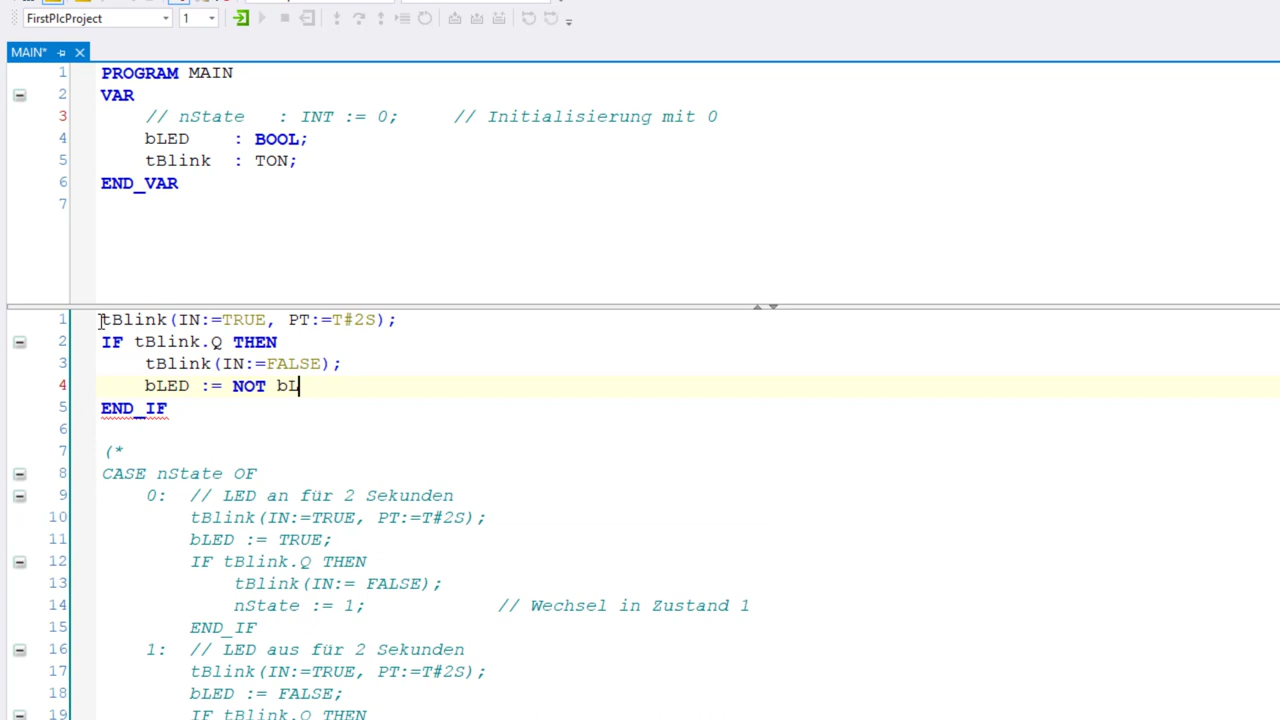 FirstPlcProject 1
MAIN*
1 PROGRAM MAIN
2 VAR
3 // nState : INT := 0; // Initialisierung mit 0
4 bLED : BOOL;
5 tBlink : TON;
6 END_VAR
7
1 tBlink(IN:=TRUE, PT:=T#2S);
2 IF tBlink.Q THEN
3 tBlink(IN:=FALSE);
4 bLED := NOT bL
5 END_IF
6
7 (*
8 CASE nState OF
9 0: // LED an für 2 Sekunden
10 tBlink(IN:=TRUE, PT:=T#2S);
11 bLED := TRUE;
12 IF tBlink.Q THEN
13 tBlink(IN:= FALSE);
14 nState := 1; // Wechsel in Zustand 1
15 END_IF
16 1: // LED aus für 2 Sekunden
17 tBlink(IN:=TRUE, PT:=T#2S);
18 bLED := FALSE;
19 IF tBlink.Q THEN